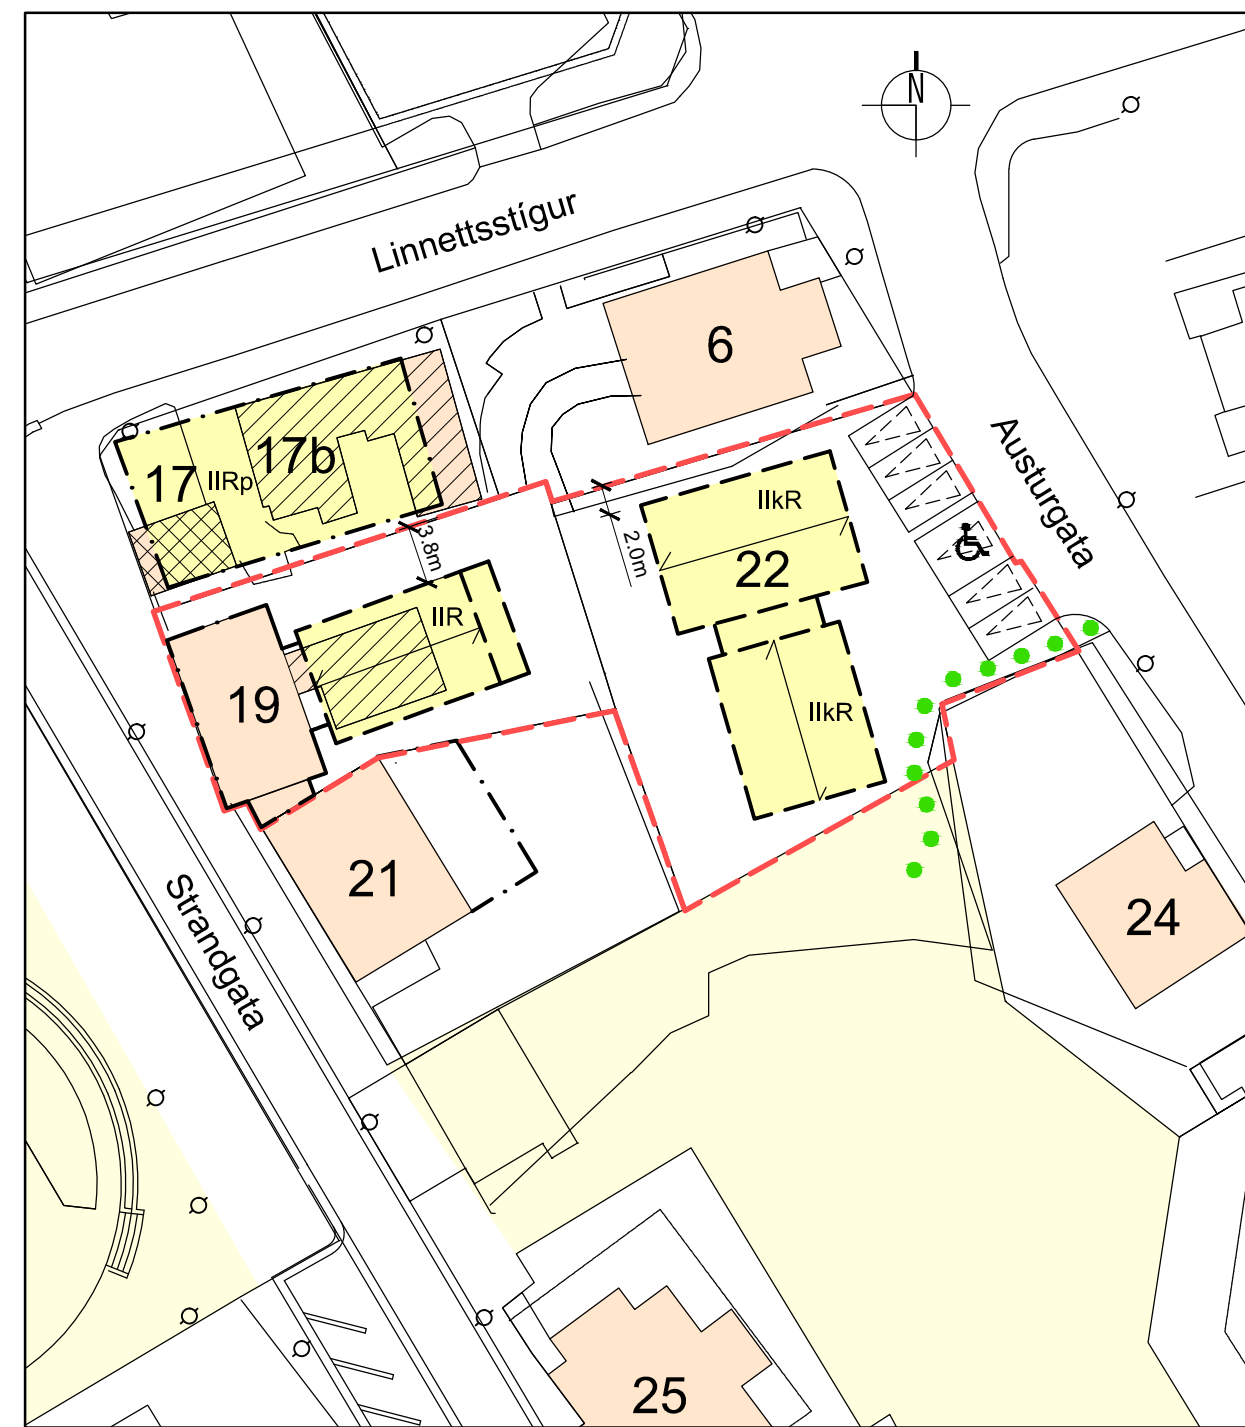 N
Linnettsstígur
6
17
IIRp
17b
Austurgata
IIkR
22
2.0m
3.8m
IIR
19
IIkR
21
Strandgata
24
25